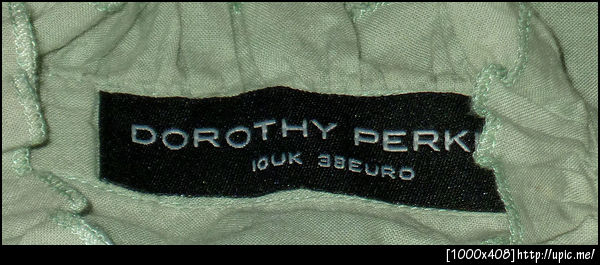 DOROTHY PERK
10UK 38EURO
[1000x408]http://upic.me/